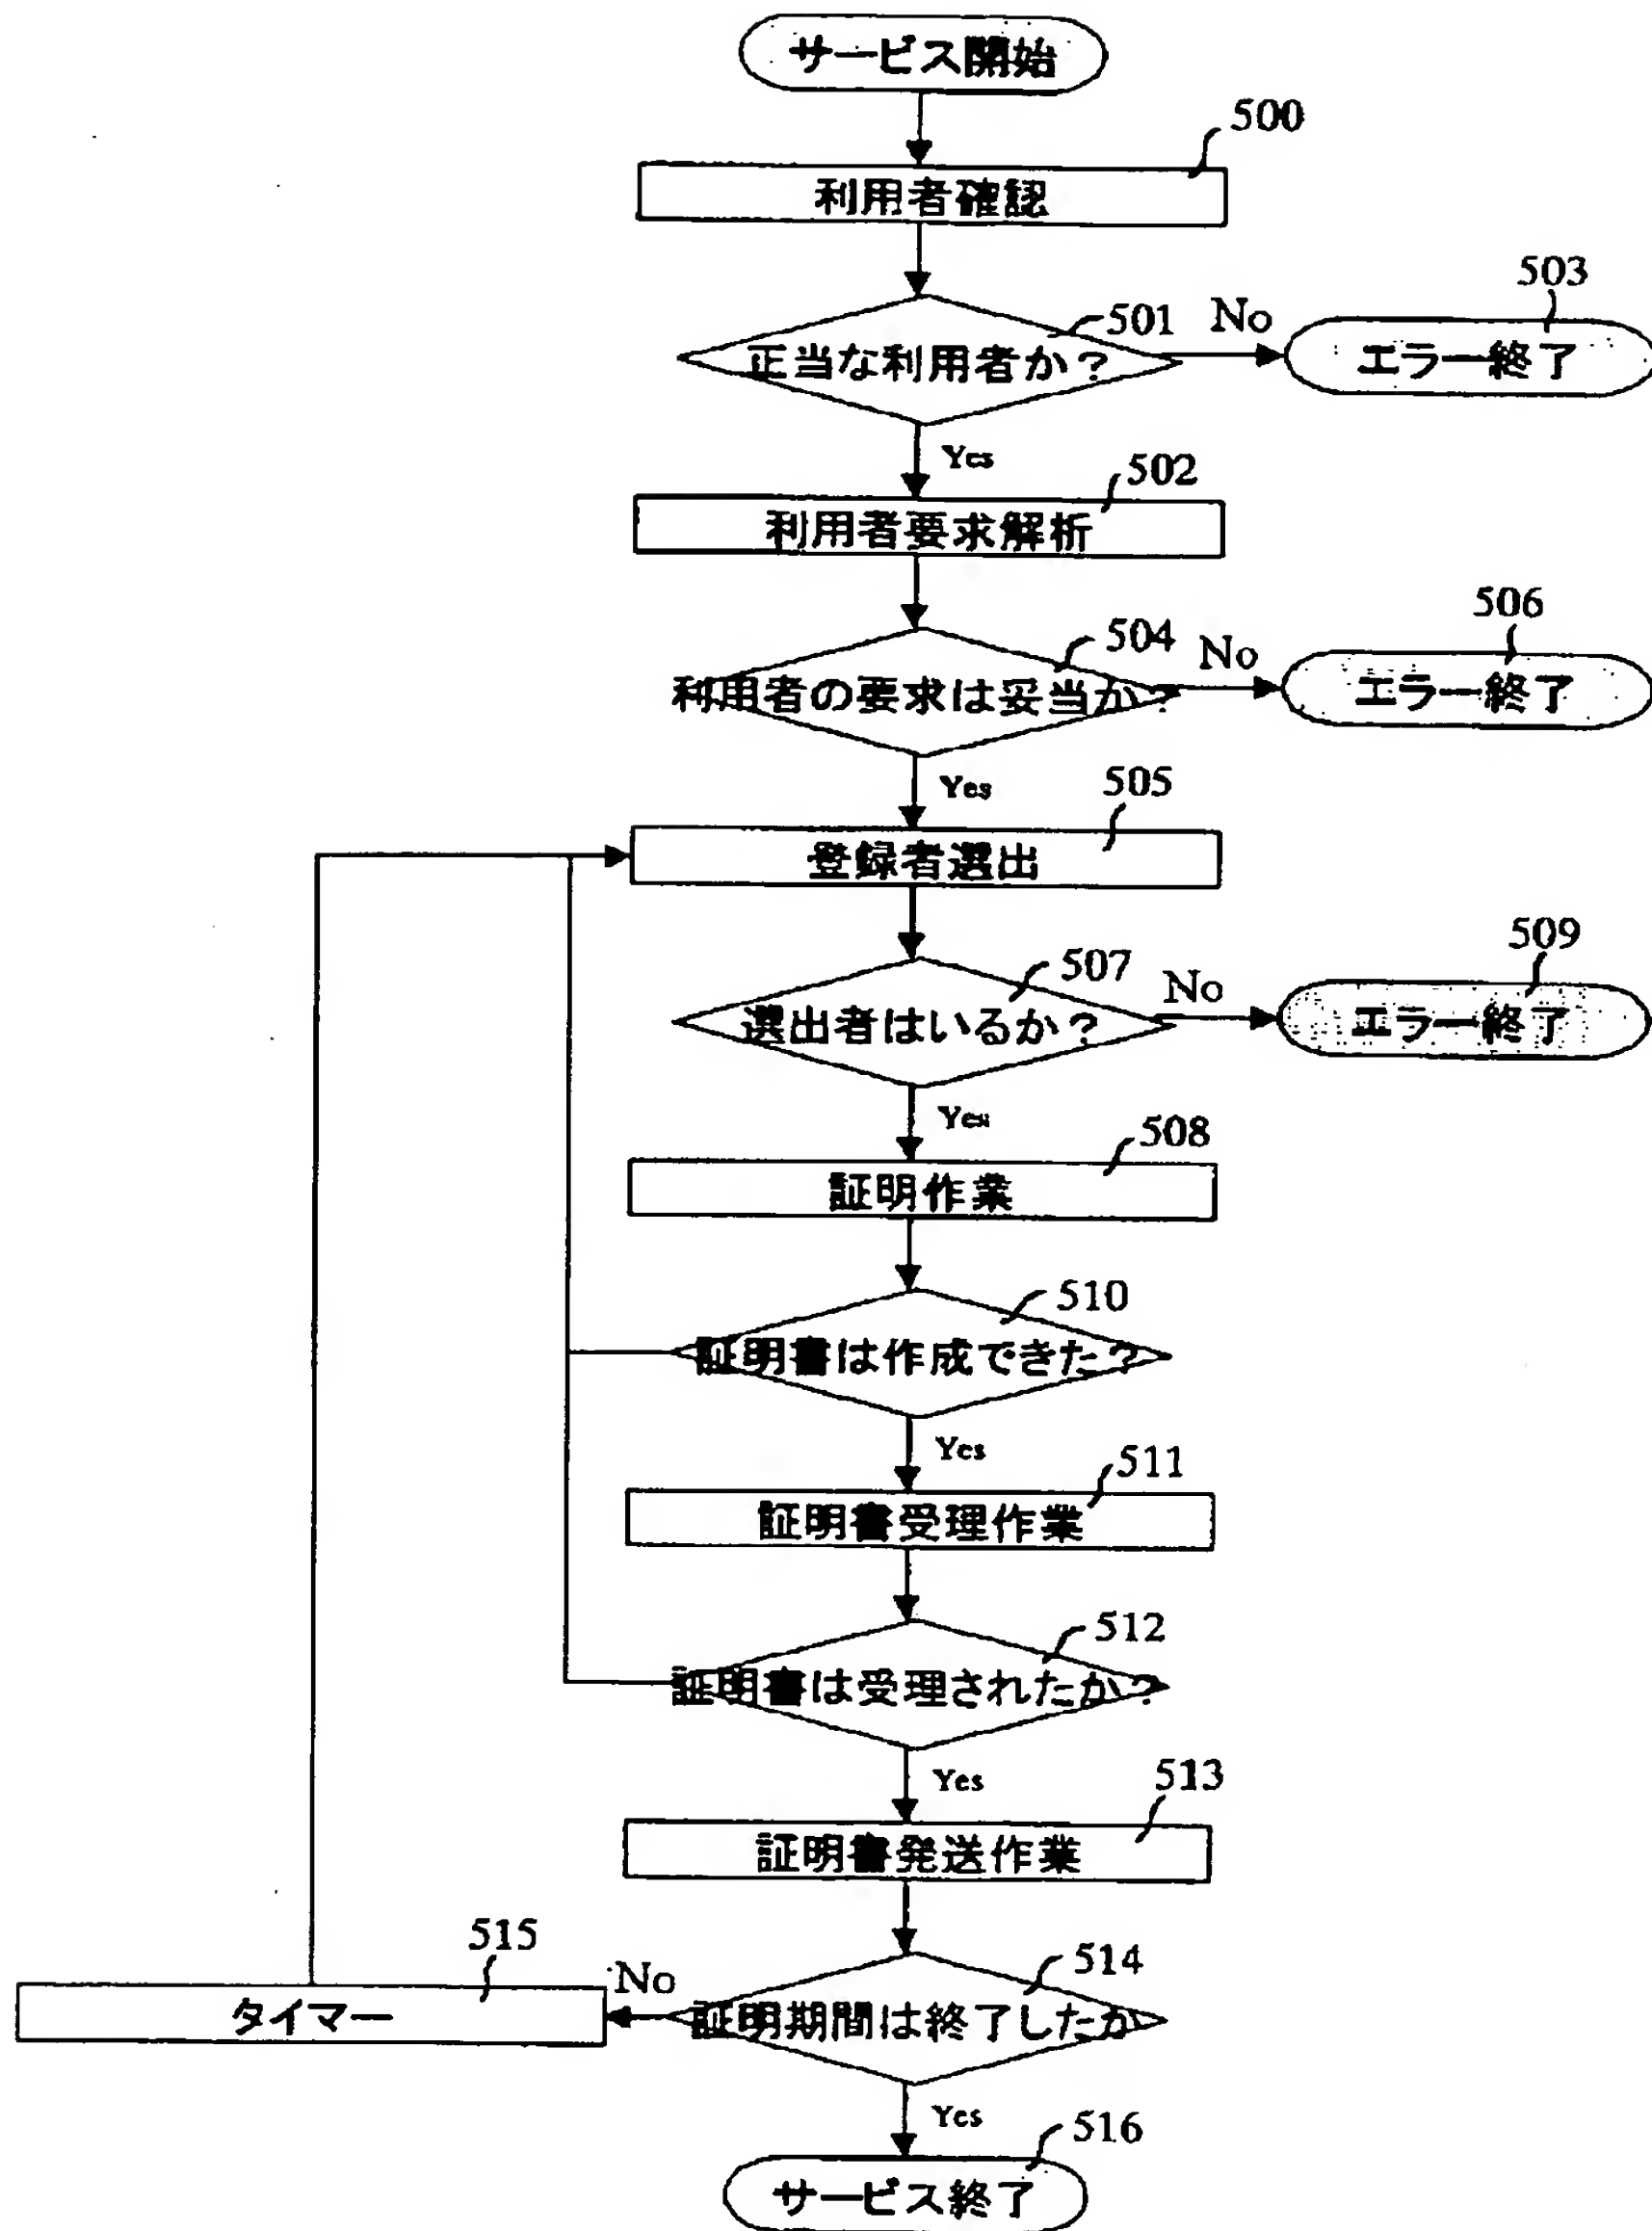 サービス開始
500
利用者確認
503
501
No
正当な利用者か?
エラー終了
Yes
502
利用者要求解析
506
504
No
利用者の要求は妥当か?
エラー終了
Yes
505
登録者選出
509
507
No
選出者はいるか?
エラー終了
Yes
508
証明作業
510
証明書は作成できた?
Yes
511
証明書受理作業
512
証明書は受理されたか?
Yes
513
証明書発送作業
515
514
No
証明期間は終了したか
タイマー
Yes
516
サービス終了